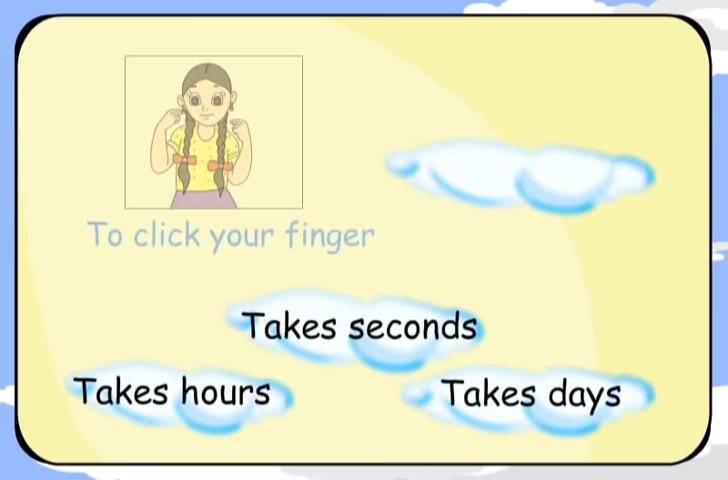 To click your finger
Takes seconds
Takes hours
Takes days